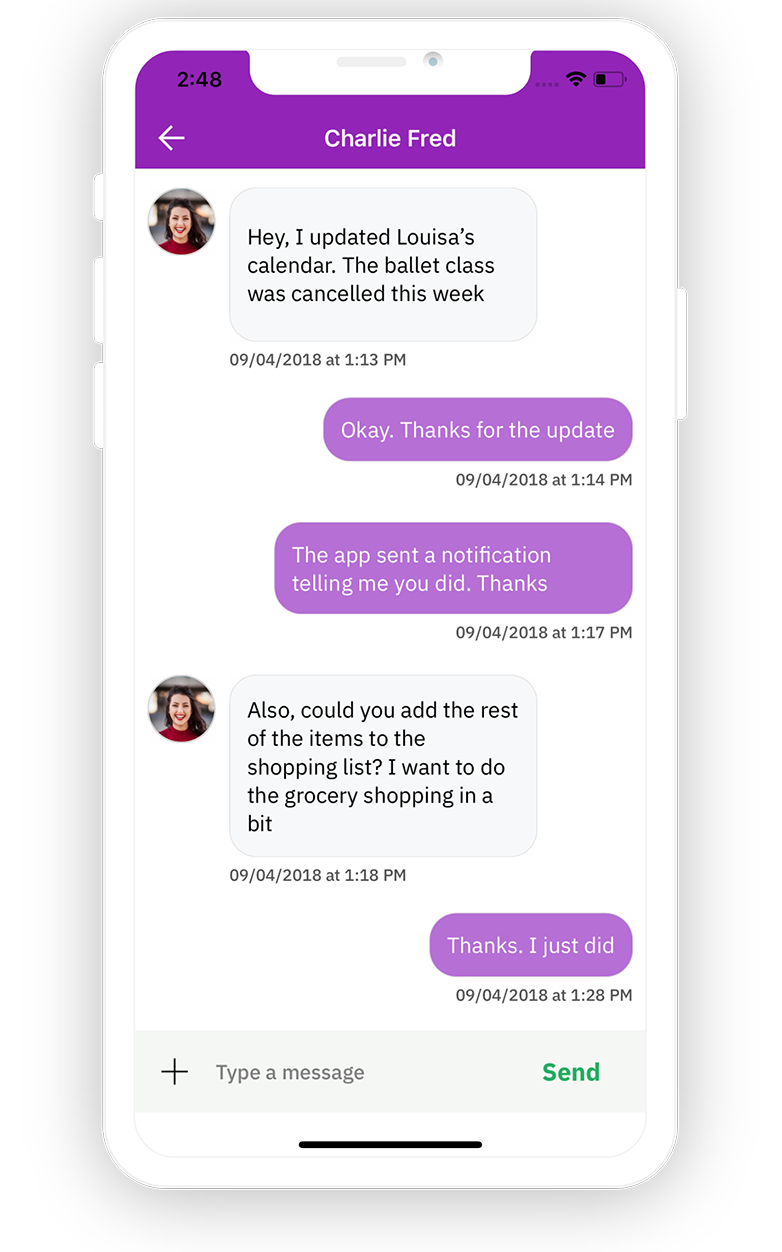 2:48
Charlie Fred
Hey, I updated Louisa’s
calendar. The ballet class
was cancelled this week
09/04/2018 at 1:13 PM
Okay. Thanks for the update
09/04/2018 at 1:14 PM
The app sent a notification
telling me you did. Thanks
09/04/2018 at 1:17 PM
Also, could you add the rest
of the items to the
shopping list? I want to do
the grocery shopping in a
bit
09/04/2018 at 1:18 PM
Thanks. I just did
09/04/2018 at 1:28 PM
Type a message
Send